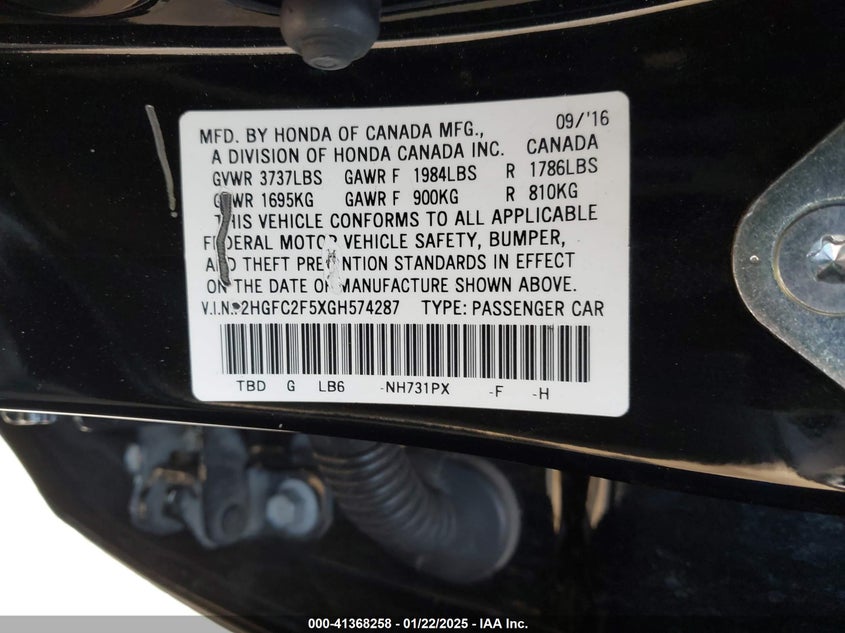 MFD. BY HONDA OF CANADA MFG., 09/'16
A DIVISION OF HONDA CANADA INC. CANADA
GVWR 3737LBS GAWR F 1984LBS R 1786LBS
GVWR 1695KG GAWR F 900KG R 810KG
THIS VEHICLE CONFORMS TO ALL APPLICABLE
FEDERAL MOTOR VEHICLE SAFETY, BUMPER,
AND THEFT PREVENTION STANDARDS IN EFFECT
ON THE DATE OF MANUFACTURE SHOWN ABOVE.
V.I.N.: 2HGFC2F5XGH574287 TYPE: PASSENGER CAR
TBD G LB6 -NH731PX -F -H
000-41368258 - 01/22/2025 - IAA Inc.